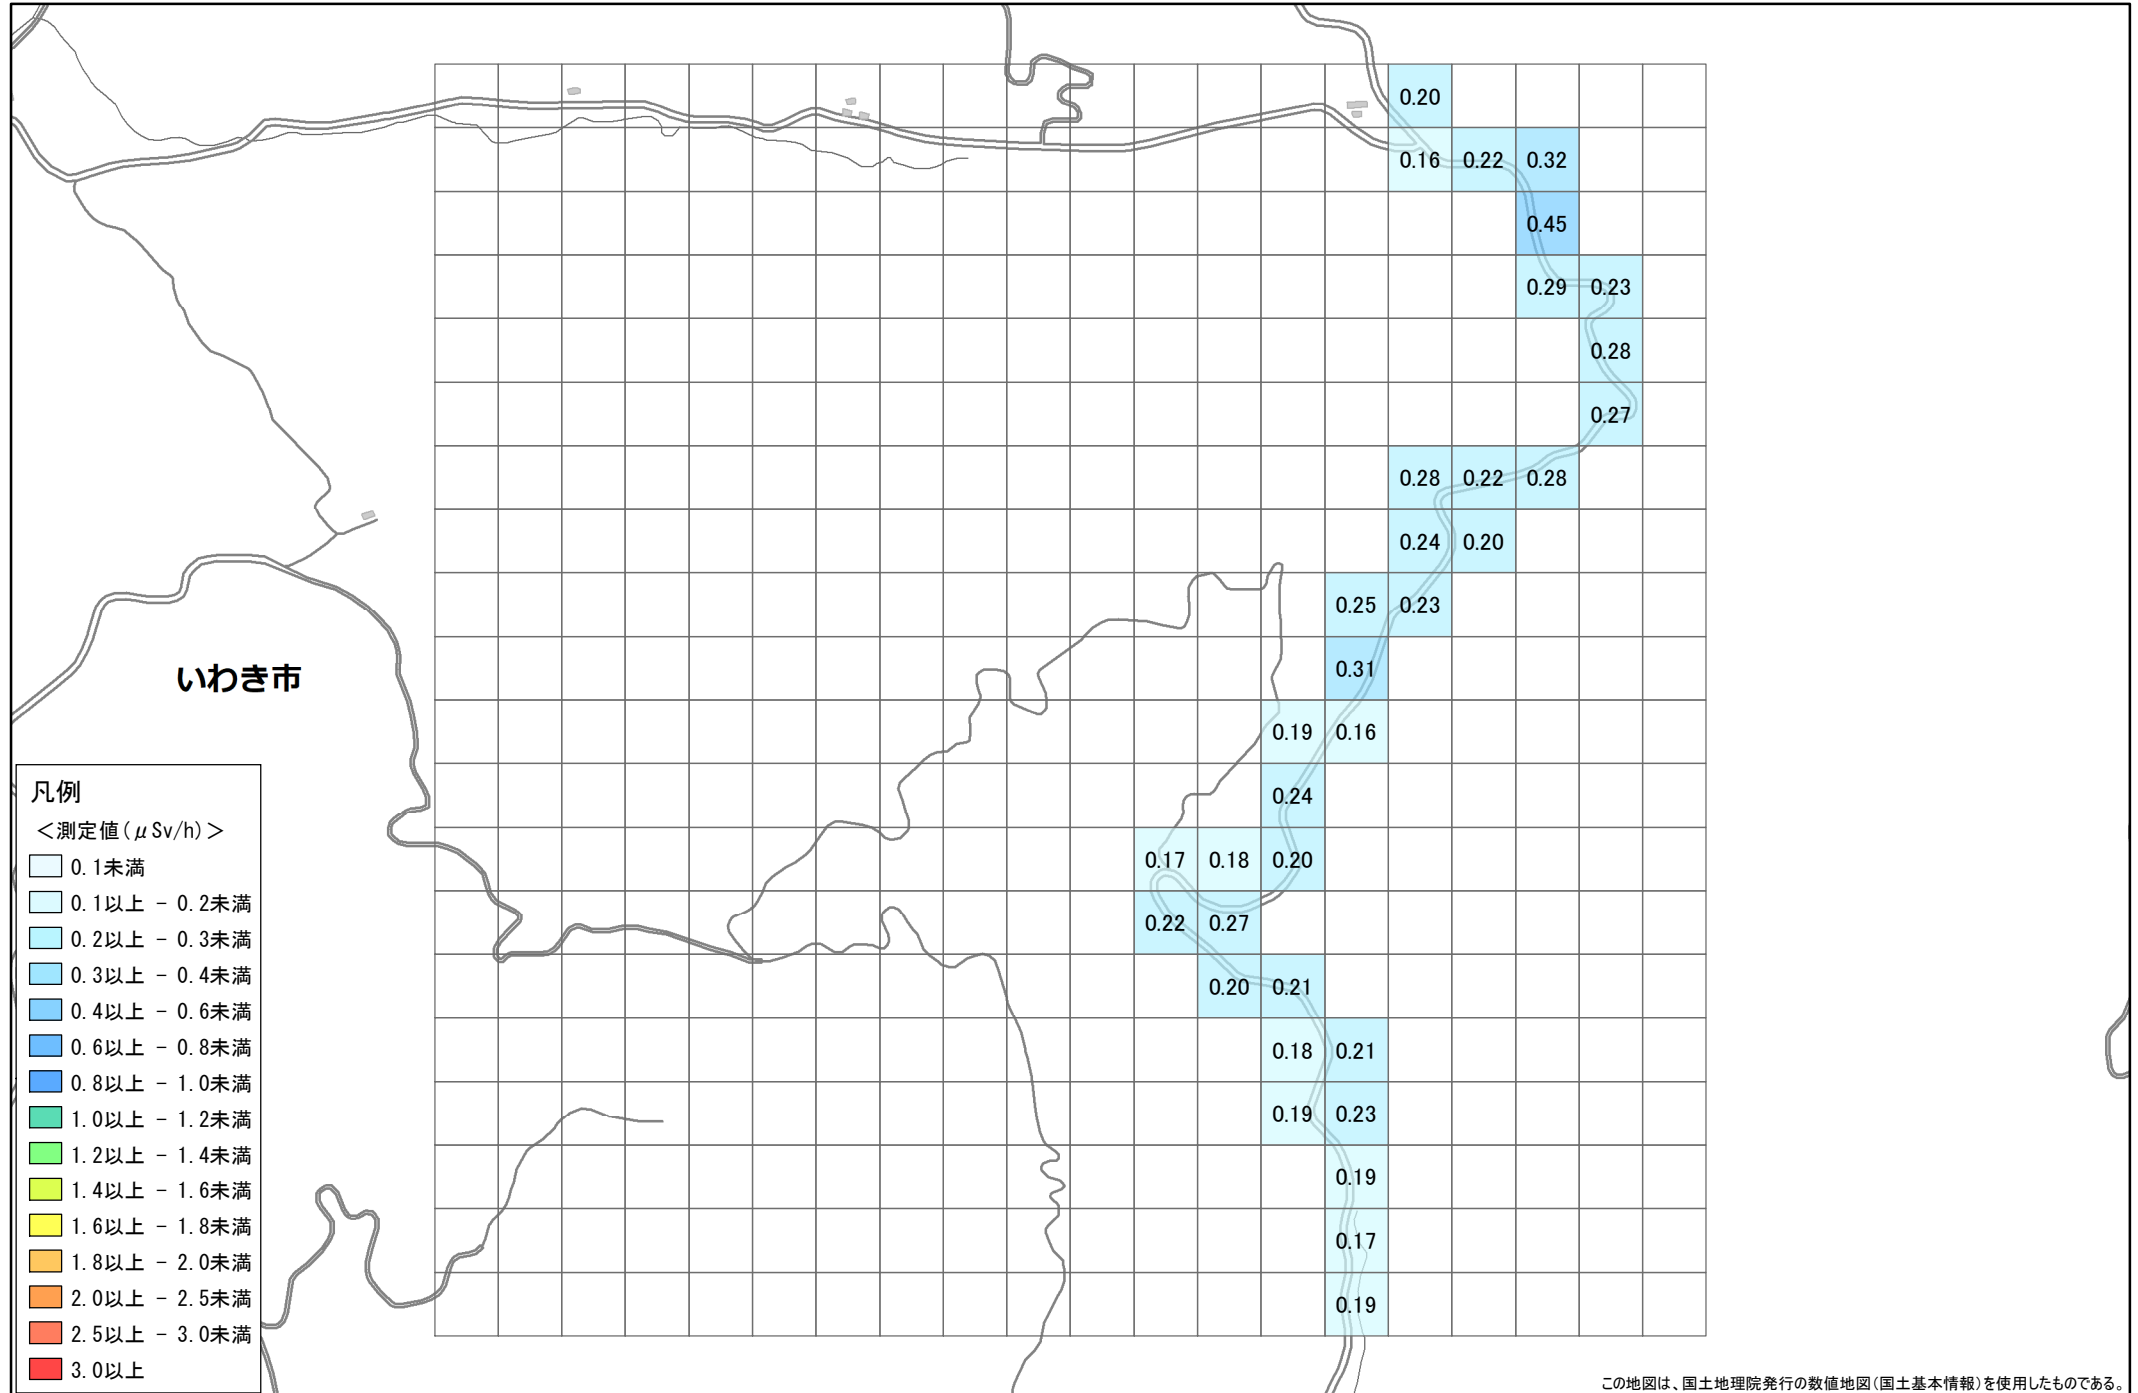 0.20
0.16 0.22 0.32
0.45
0.29 0.23
0.28
0.27
0.28 0.22 0.28
0.24 0.20
0.25 0.23
0.31
0.19 0.16
0.24
0.17 0.18 0.20
0.22 0.27
0.20 0.21
0.18 0.21
0.19 0.23
0.19
0.17
0.19
いわき市
凡例
＜測定値(μSv/h)＞
0.1未満
0.1以上 - 0.2未満
0.2以上 - 0.3未満
0.3以上 - 0.4未満
0.4以上 - 0.6未満
0.6以上 - 0.8未満
0.8以上 - 1.0未満
1.0以上 - 1.2未満
1.2以上 - 1.4未満
1.4以上 - 1.6未満
1.6以上 - 1.8未満
1.8以上 - 2.0未満
2.0以上 - 2.5未満
2.5以上 - 3.0未満
3.0以上
この地図は、国土地理院発行の数値地図(国土基本情報)を使用したものである。